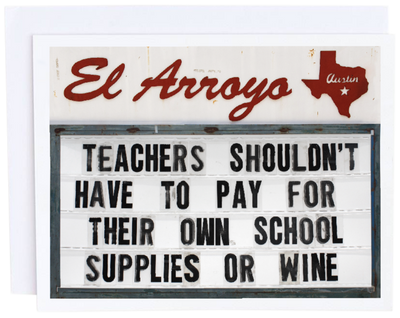 El Arroyo
Austin
TEACHERS SHOULDN'T
HAVE TO PAY FOR
THEIR OWN SCHOOL
SUPPLIES OR WINE